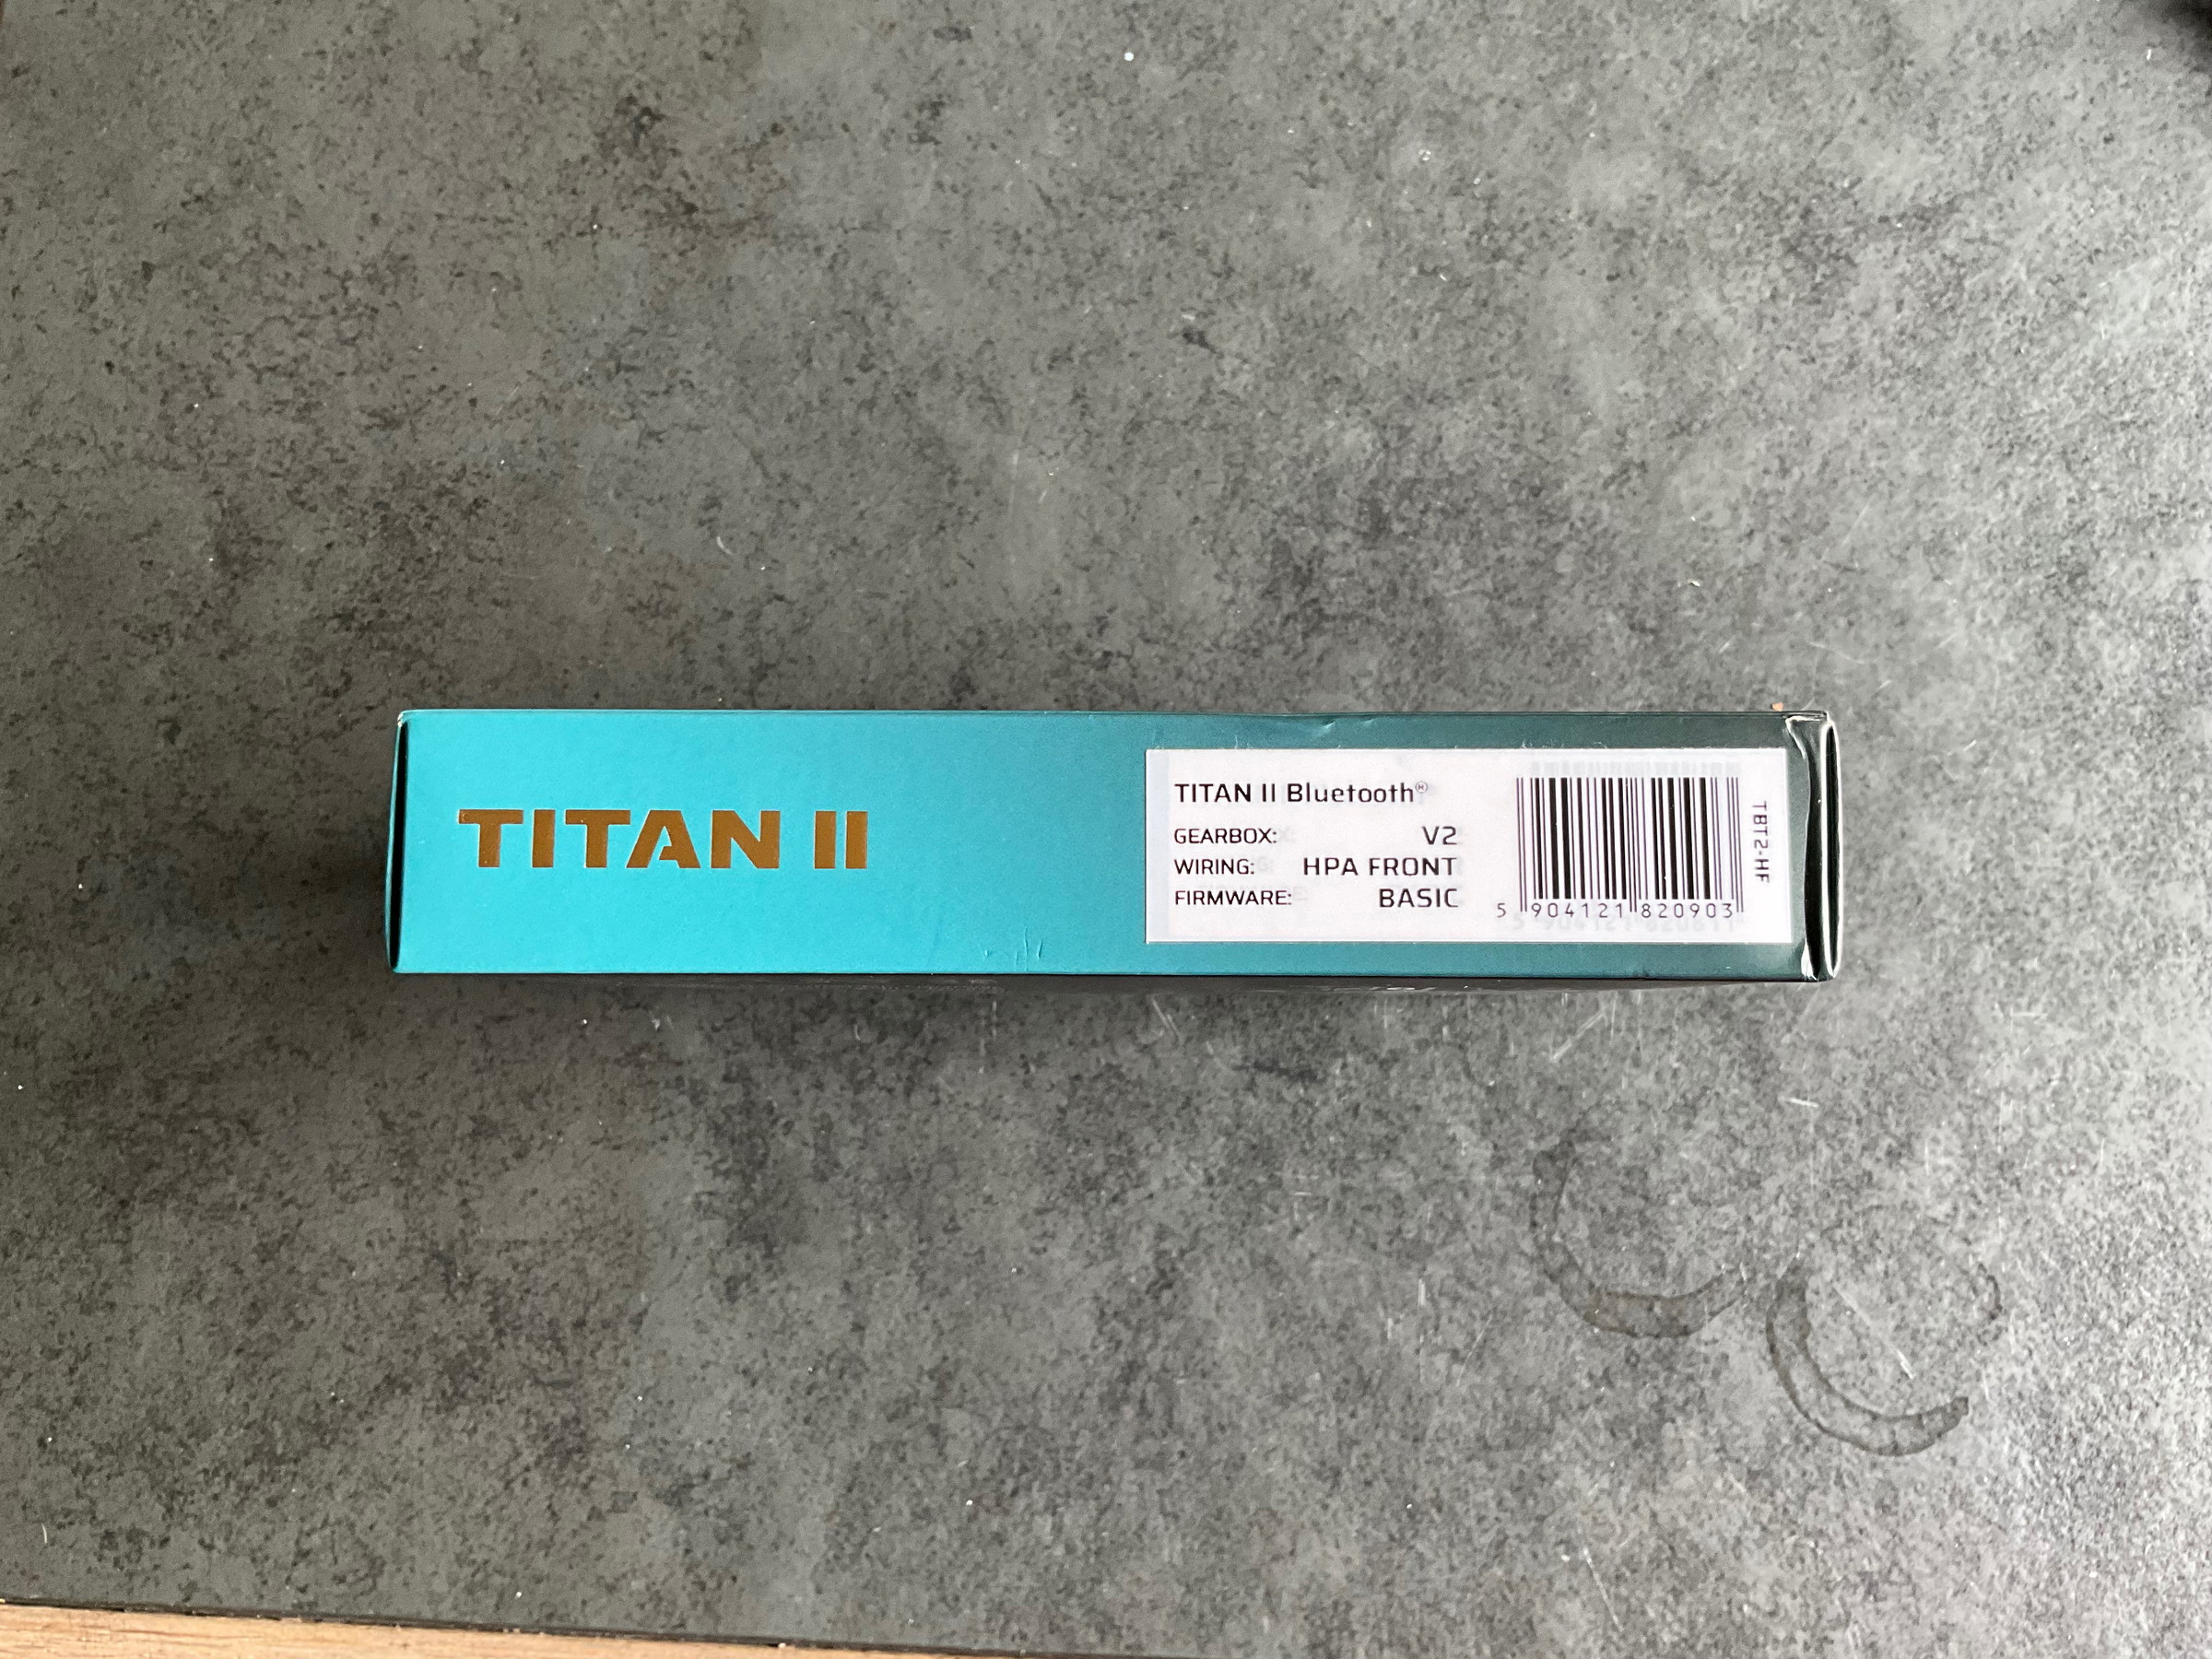 TITAN II
TITAN II Bluetooth®
GEARBOX: V2
WIRING: HPA FRONT
FIRMWARE: BASIC
5 904121 820903
TBT2-HF